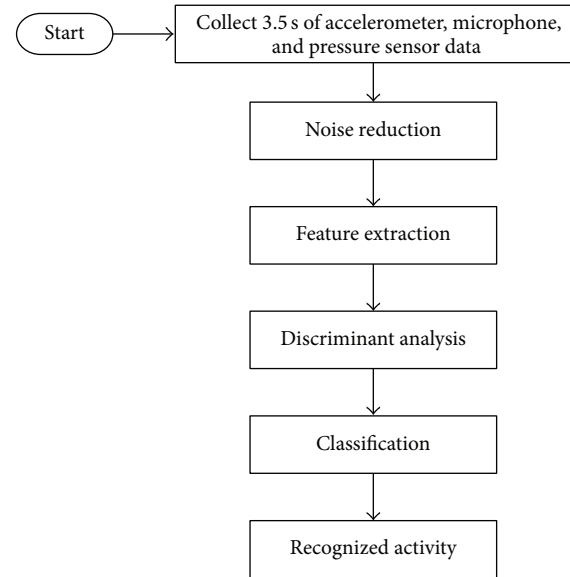 Start
Collect 3.5 s of accelerometer, microphone,
and pressure sensor data
Noise reduction
Feature extraction
Discriminant analysis
Classification
Recognized activity